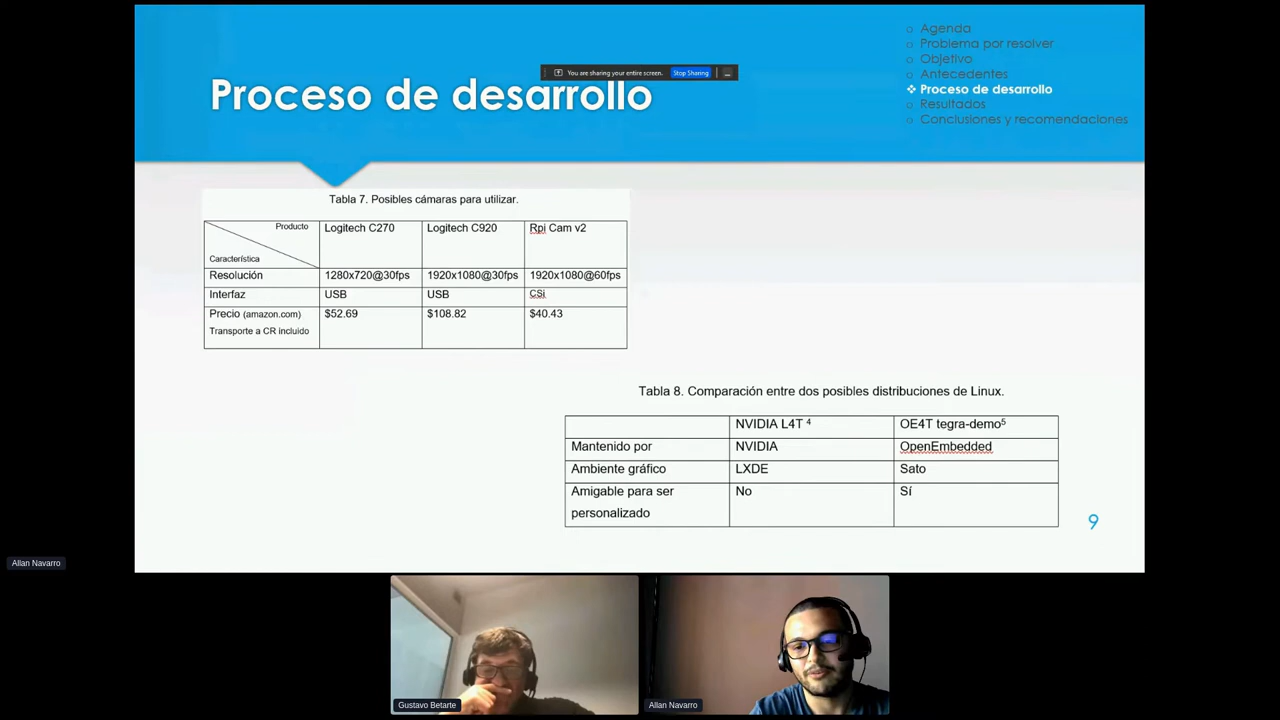 Agenda
Problema por resolver
Objetivo
Antecedentes
Proceso de desarrollo
Resultados
Conclusiones y recomendaciones
You are sharing your entire screen. Stop Sharing
Proceso de desarrollo
Tabla 7. Posibles cámaras para utilizar.
Producto
Característica
Logitech C270 Logitech C920 Rpi Cam v2
Resolución 1280x720@30fps 1920x1080@30fps 1920x1080@60fps
Interfaz USB USB CSi
Precio (amazon.com) $52.69 $108.82 $40.43
Transporte a CR incluido
Tabla 8. Comparación entre dos posibles distribuciones de Linux.
NVIDIA L4T 4 OE4T tegra-demo5
Mantenido por NVIDIA OpenEmbedded
Ambiente gráfico LXDE Sato
Amigable para ser No Sí
personalizado
9
Allan Navarro
Gustavo Betarte
Allan Navarro